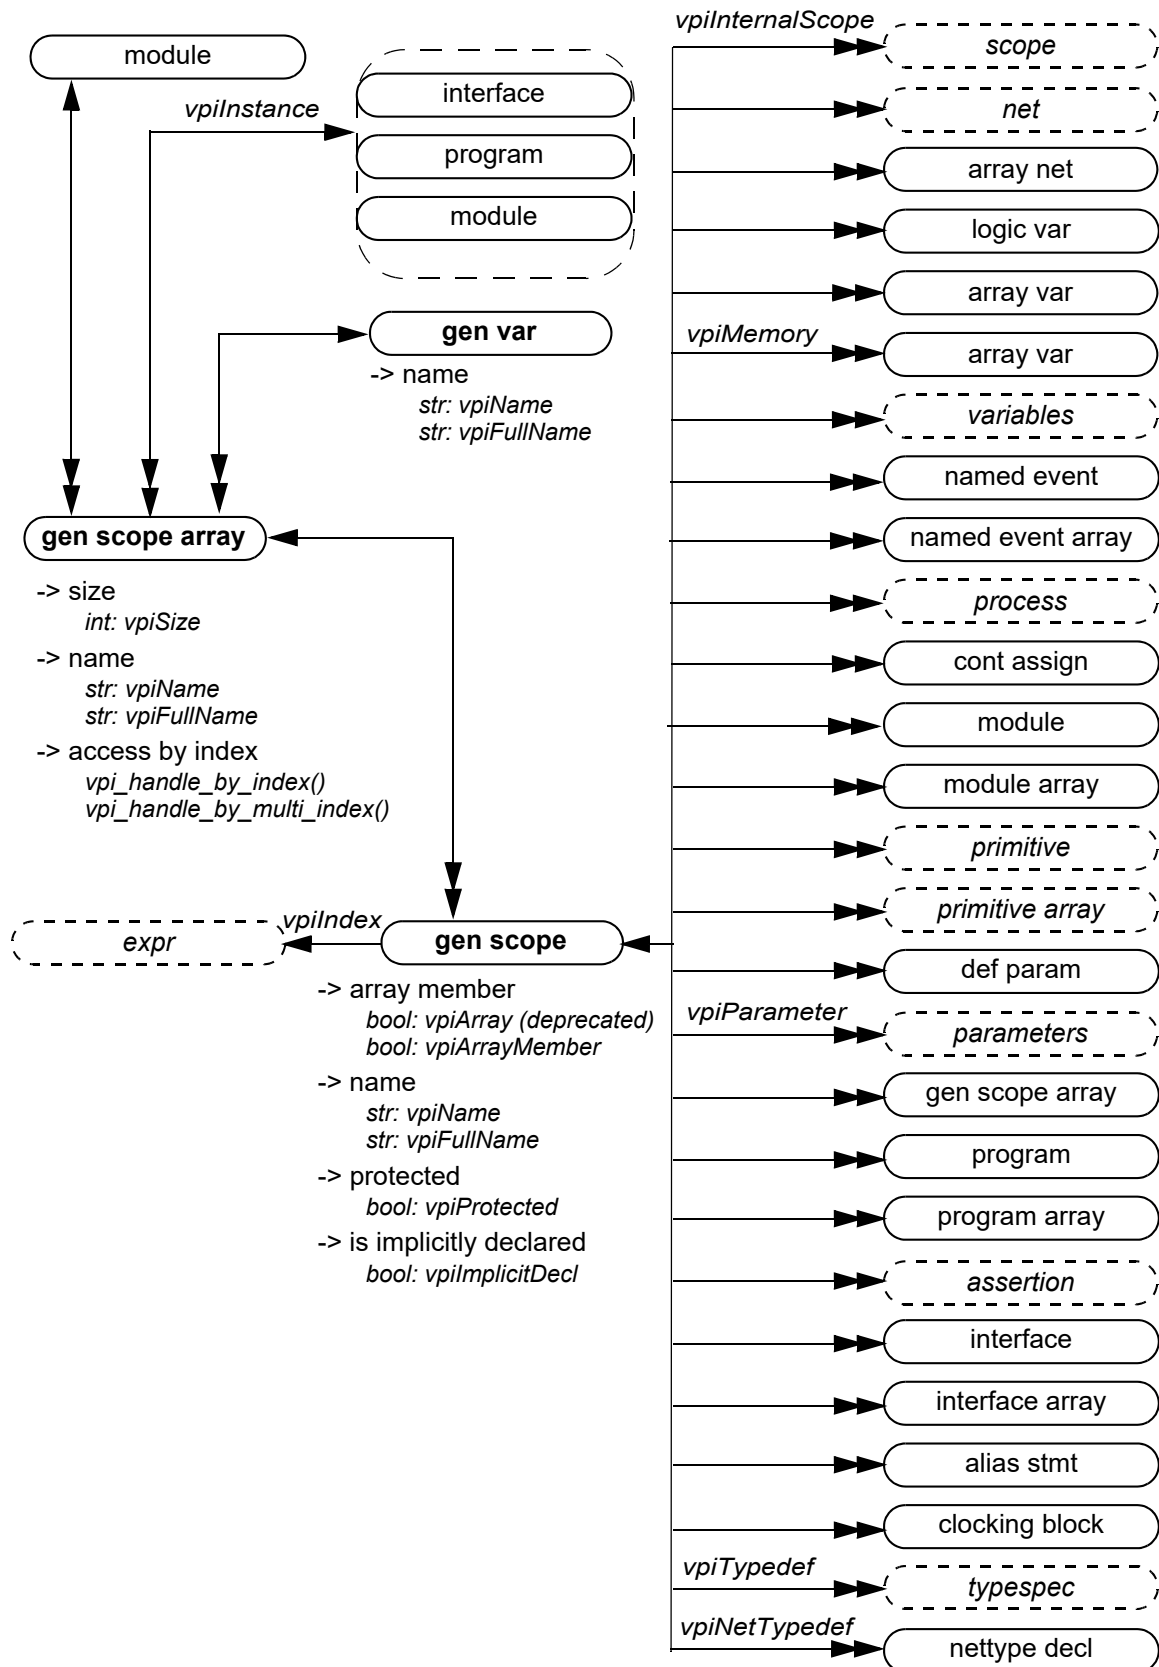 module
vpiInstance
interface
program
module
gen var
-> name
str: vpiName
str: vpiFullName
gen scope array
-> size
int: vpiSize
-> name
str: vpiName
str: vpiFullName
-> access by index
vpi_handle_by_index()
vpi_handle_by_multi_index()
expr
vpiIndex
gen scope
-> array member
bool: vpiArray (deprecated)
bool: vpiArrayMember
-> name
str: vpiName
str: vpiFullName
-> protected
bool: vpiProtected
-> is implicitly declared
bool: vpiImplicitDecl
vpiInternalScope
scope
net
array net
logic var
array var
vpiMemory
array var
variables
named event
named event array
process
cont assign
module
module array
primitive
primitive array
def param
vpiParameter
parameters
gen scope array
program
program array
assertion
interface
interface array
alias stmt
clocking block
vpiTypedef
typespec
vpiNetTypedef
nettype decl